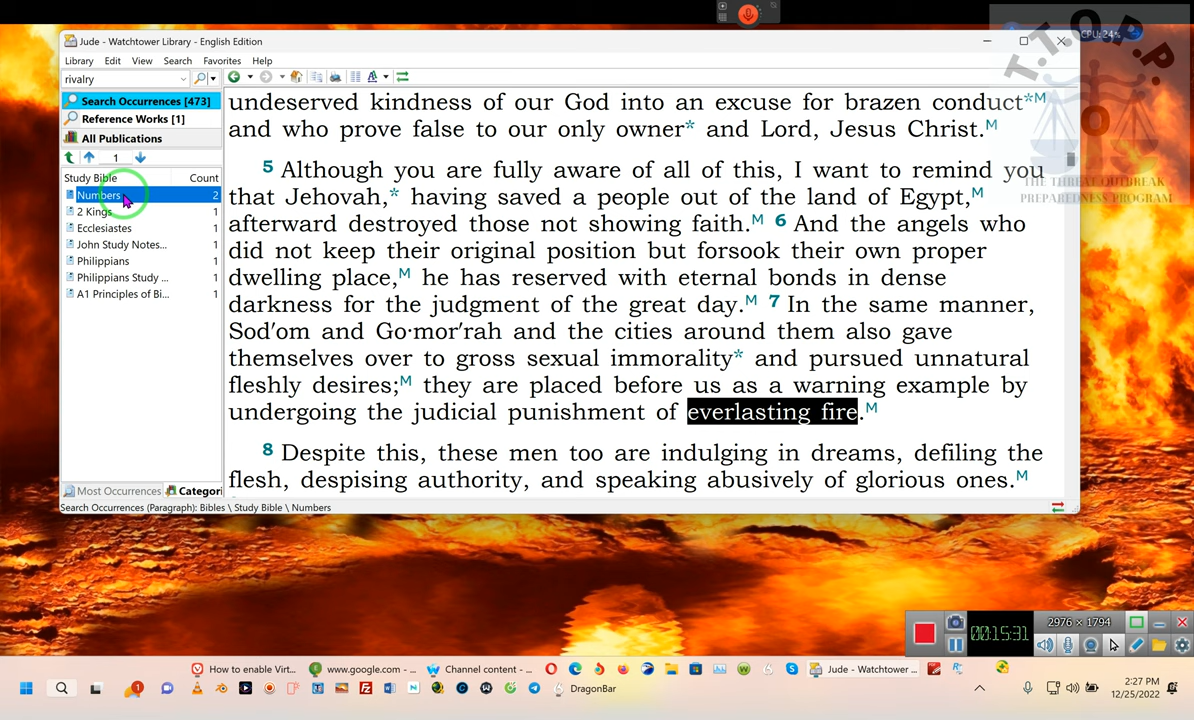 Jude - Watchtower Library - English Edition
CPU: 24%
Library Edit View Search Favorites Help
rivalry
Search Occurrences [473]
Reference Works [1]
All Publications
1
Study Bible Count
Numbers 2
2 Kings 1
Ecclesiastes 1
John Study Notes... 1
Philippians 1
Philippians Study ... 1
A1 Principles of Bi... 1
Most Occurrences Categori
undeserved kindness of our God into an excuse for brazen conduct*M
and who prove false to our only owner* and Lord, Jesus Christ.M
5 Although you are fully aware of all of this, I want to remind you
that Jehovah,* having saved a people out of the land of Egypt,M
afterward destroyed those not showing faith.M 6 And the angels who
did not keep their original position but forsook their own proper
dwelling place,M he has reserved with eternal bonds in dense
darkness for the judgment of the great day.M 7 In the same manner,
Sodʹom and Go·morʹrah and the cities around them also gave
themselves over to gross sexual immorality* and pursued unnatural
fleshly desires;M they are placed before us as a warning example by
undergoing the judicial punishment of everlasting fire.M
8 Despite this, these men too are indulging in dreams, defiling the
flesh, despising authority, and speaking abusively of glorious ones.M
Search Occurrences (Paragraph): Bibles \ Study Bible \ Numbers
T.T.O.P.P.
O
THE THREAT OUTBREAK
PREPAREDNESS PROGRAM
00:15:31
2976 × 1794
How to enable Virt...
www.google.com - ...
Channel content - ...
Jude - Watchtower ...
DragonBar
2:27 PM
12/25/2022